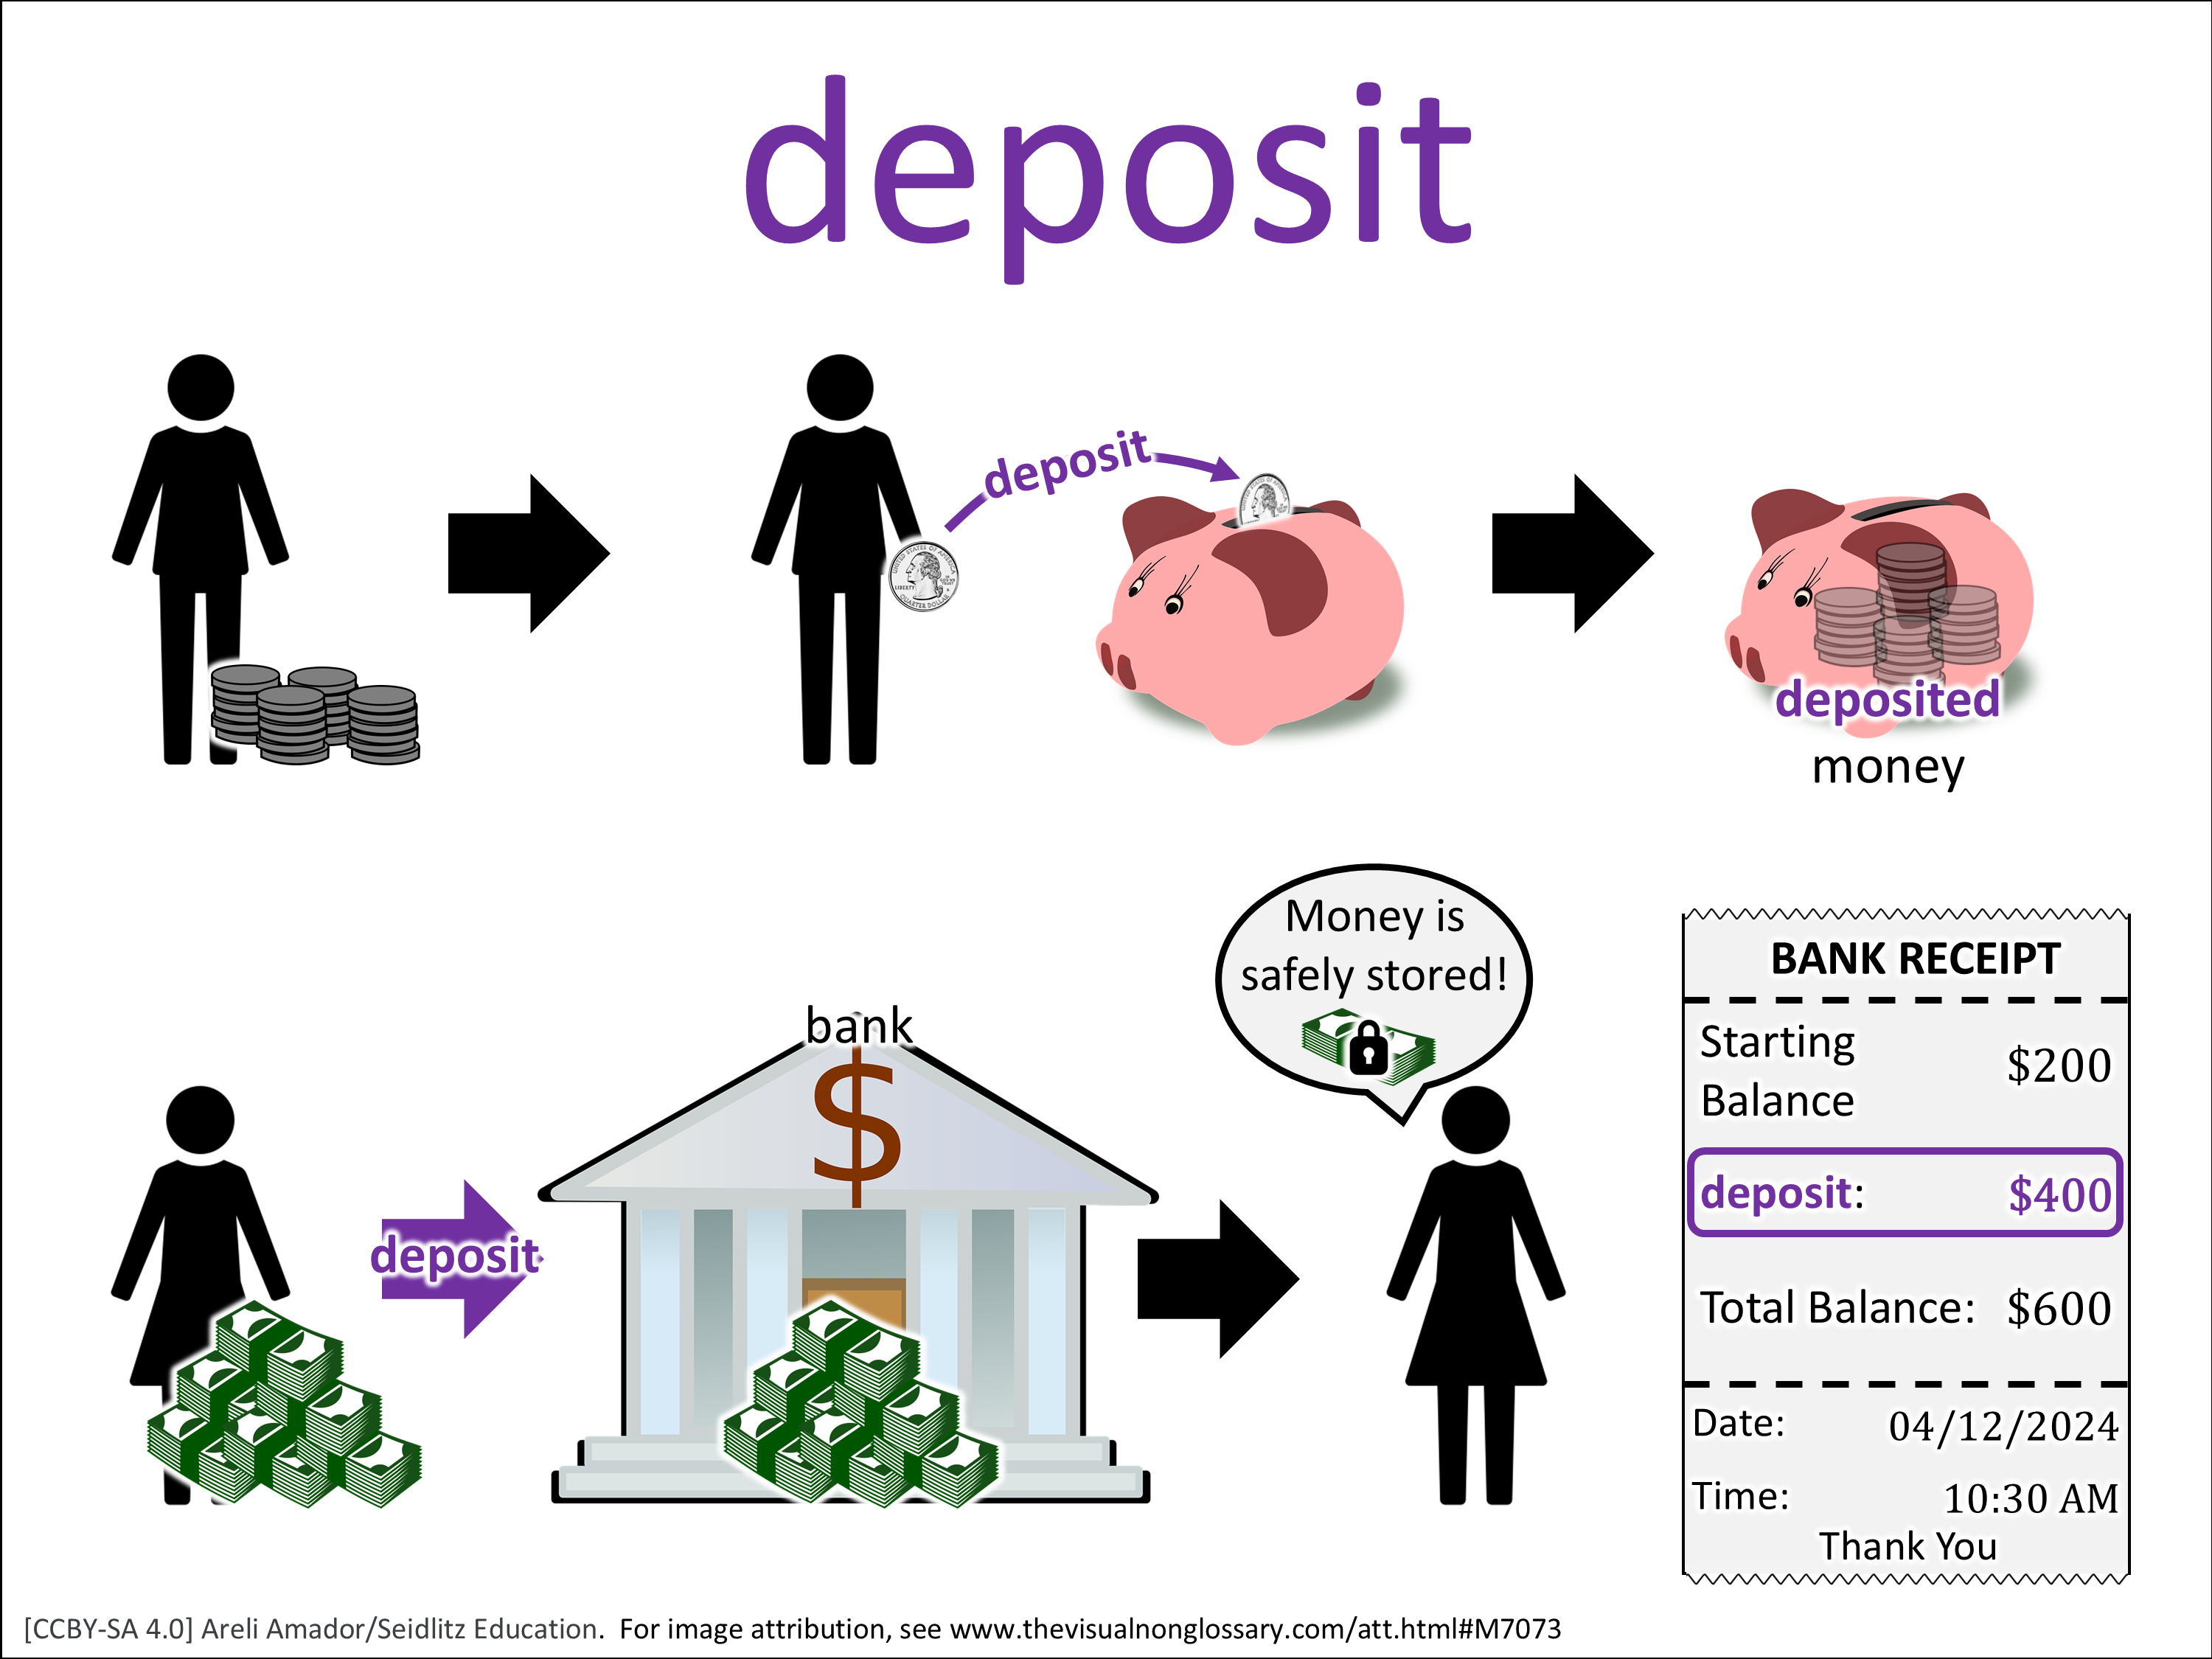 deposit
deposit
deposited
money
bank
$
deposit
Money is
safely stored!
BANK RECEIPT
Starting
Balance
$200
deposit: $400
Total Balance: $600
Date: 04/12/2024
Time: 10:30 AM
Thank You
[CCBY-SA 4.0] Areli Amador/Seidlitz Education. For image attribution, see www.thevisualnonglossary.com/att.html#M7073